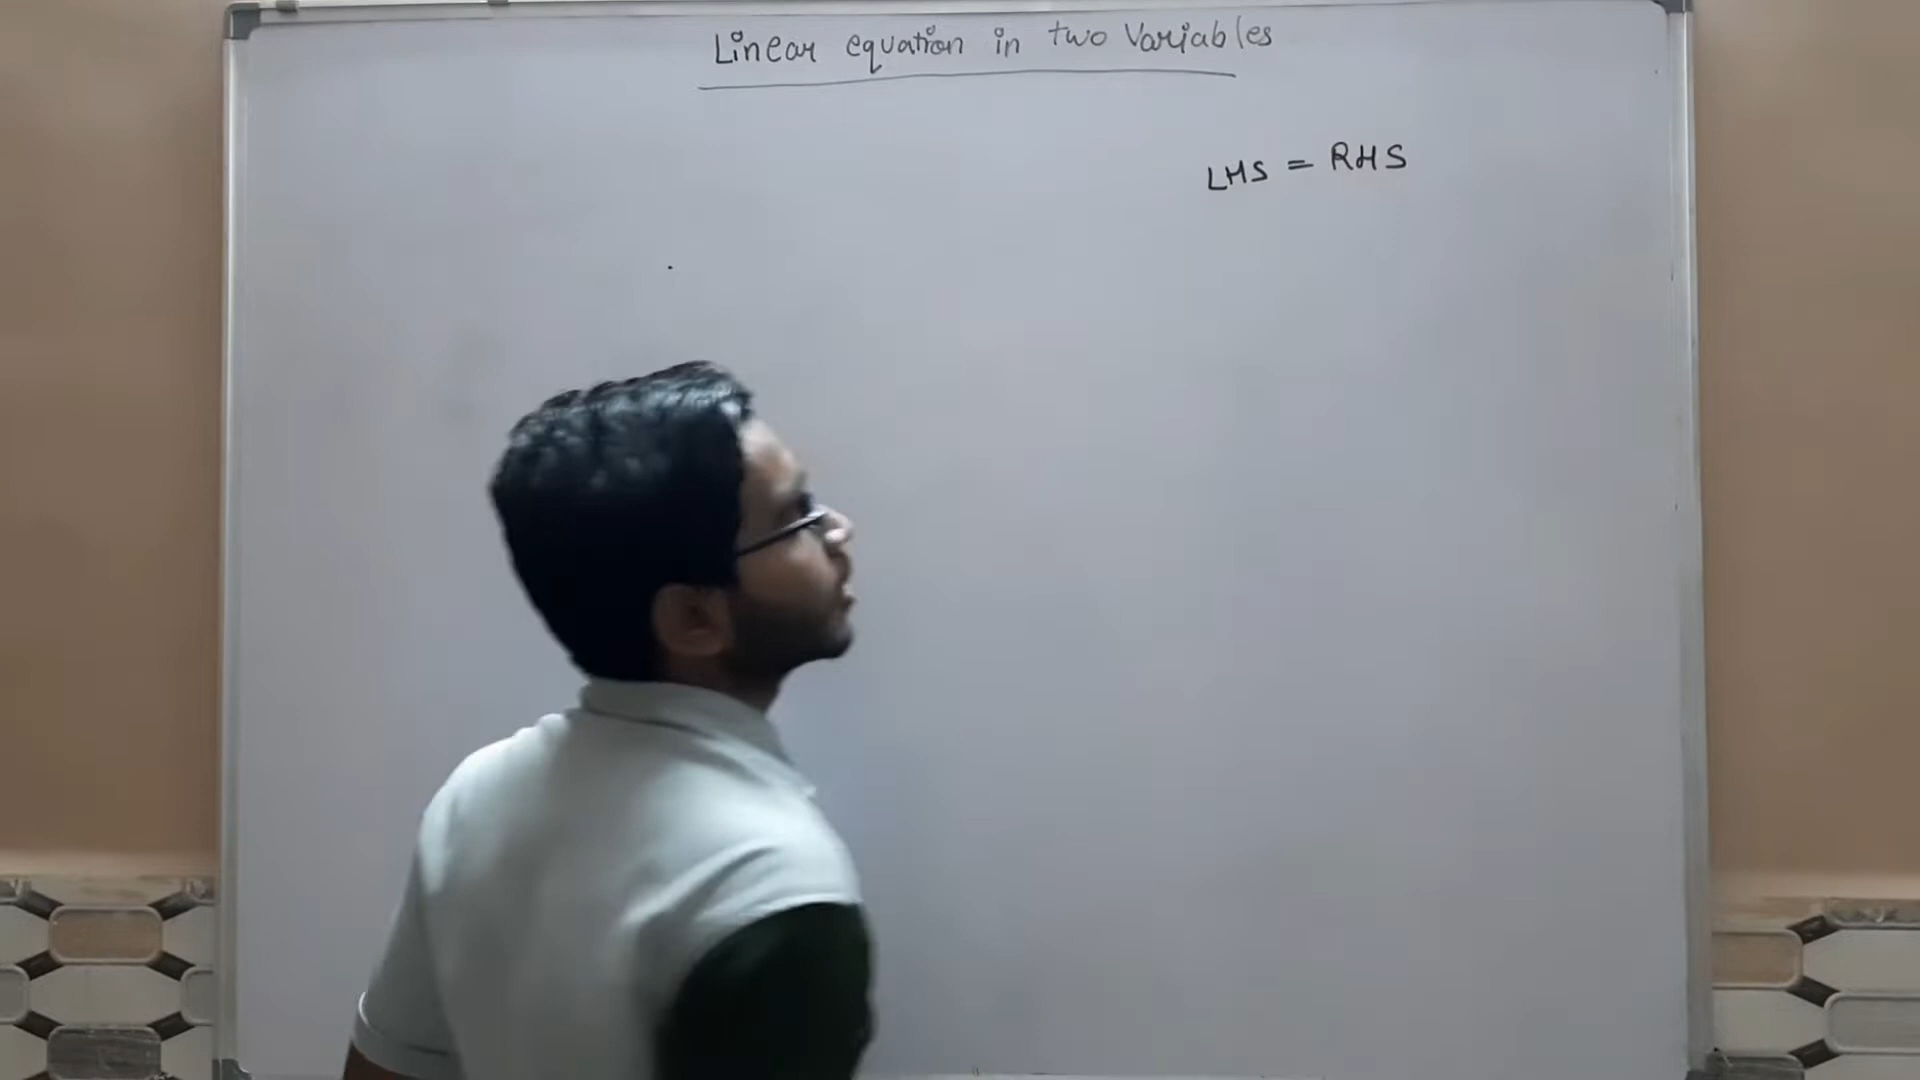 Linear equation in two Variables
LHS = RHS